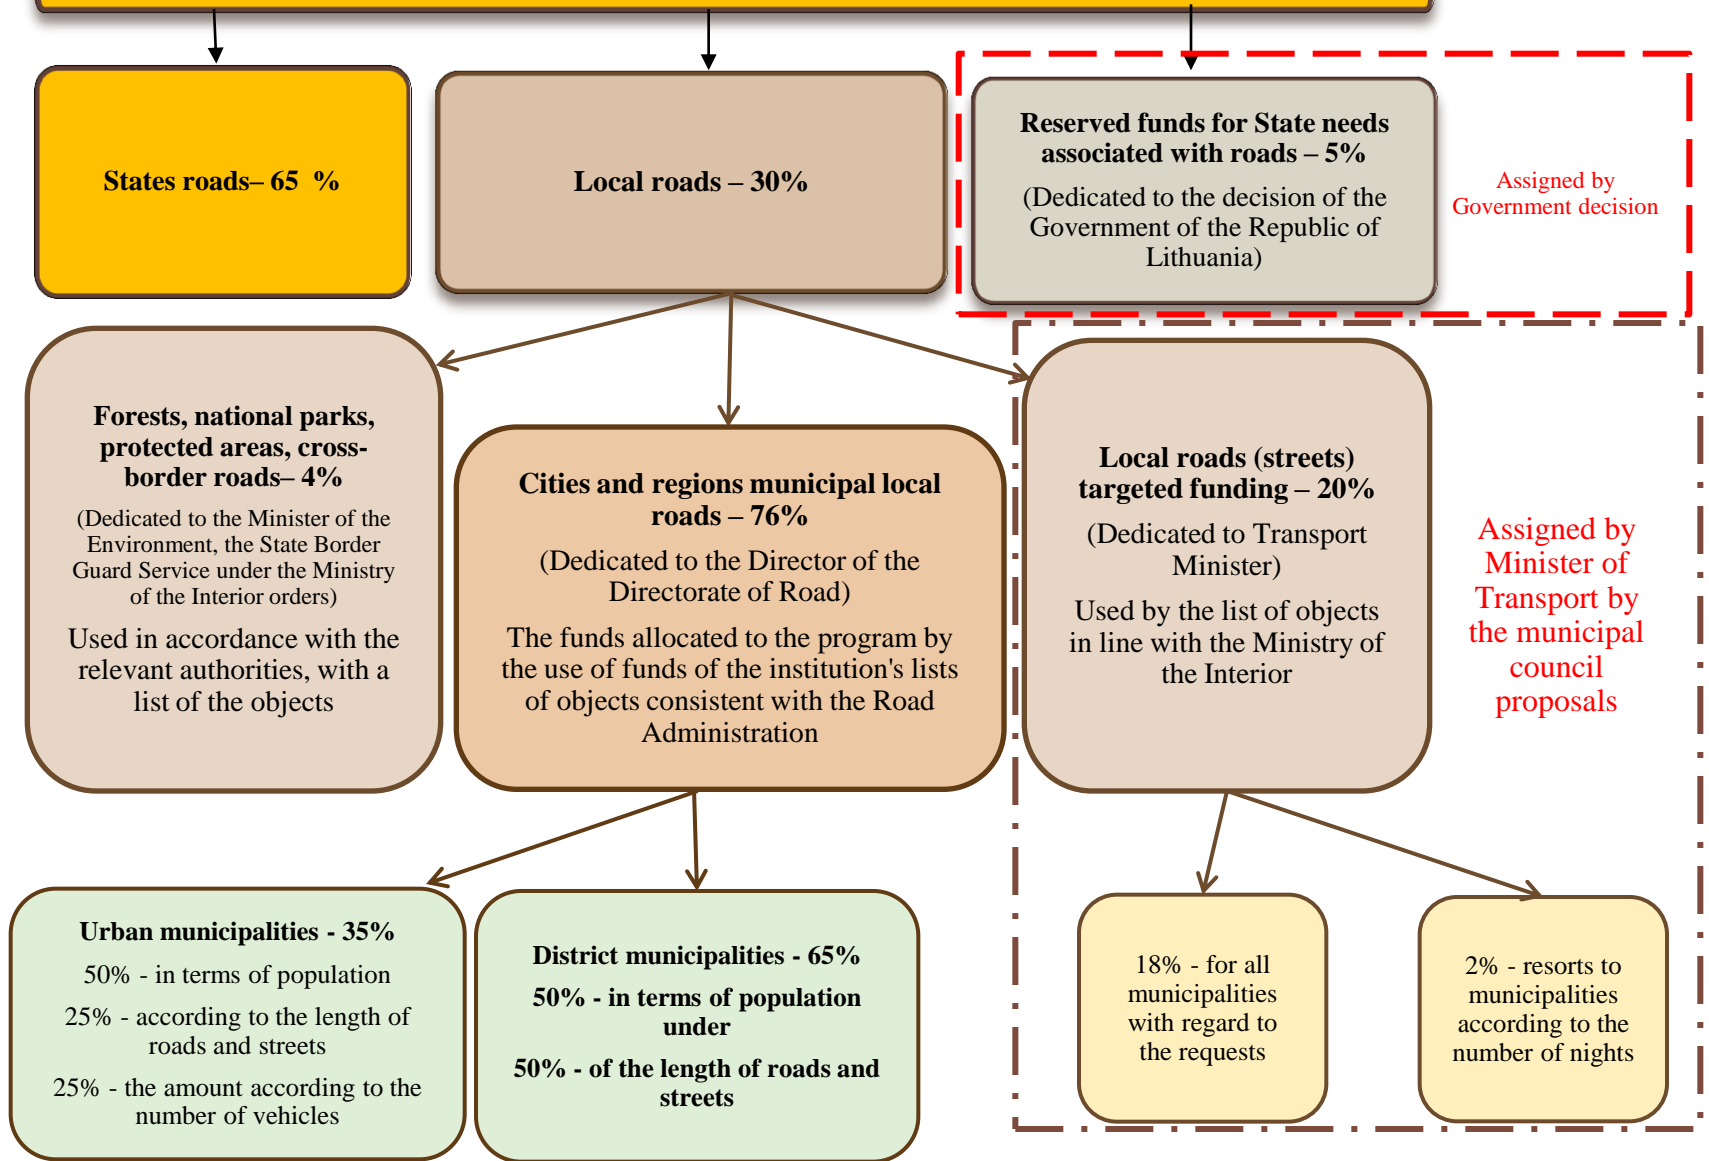 States roads– 65  %
Local roads – 30%
Reserved funds for State needs
associated with roads – 5%
(Dedicated to the decision of the
Government of the Republic of
Lithuania)
Assigned by
Government decision
Forests, national parks,
protected areas, cross-
border roads– 4%
(Dedicated to the Minister of the
Environment, the State Border
Guard Service under the Ministry
of the Interior orders)
Used in accordance with the
relevant authorities, with a
list of the objects
Cities and regions municipal local
roads – 76%
(Dedicated to the Director of the
Directorate of Road)
The funds allocated to the program by
the use of funds of the institution's lists
of objects consistent with the Road
Administration
Local roads (streets)
targeted funding – 20%
(Dedicated to Transport
Minister)
Used by the list of objects
in line with the Ministry of
the Interior
Assigned by
Minister of
Transport by
the municipal
council
proposals
Urban municipalities - 35%
50% - in terms of population
25% - according to the length of
roads and streets
25% - the amount according to the
number of vehicles
District municipalities - 65%
50% - in terms of population
under
50% - of the length of roads and
streets
18% - for all
municipalities
with regard to
the requests
2% - resorts to
municipalities
according to the
number of nights